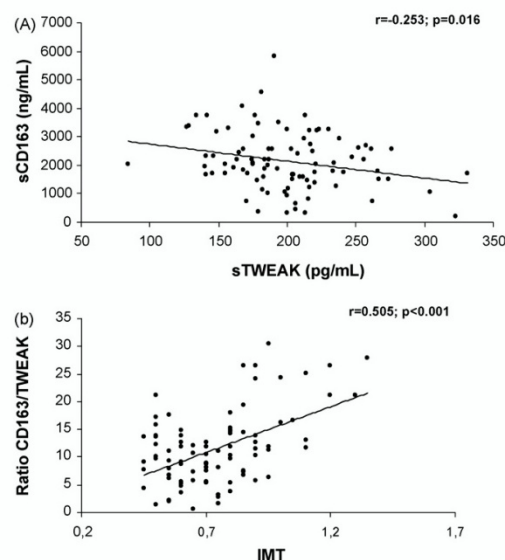 (A)
r=-0.253; p=0.016
7000
6000
5000
4000
3000
2000
1000
0
sCD163 (ng/mL)
50 100 150 200 250 300 350
sTWEAK (pg/mL)
(b)
r=0.505; p<0.001
35
30
25
20
15
10
5
0
Ratio CD163/TWEAK
0,2 0,7 1,2 1,7
IMT